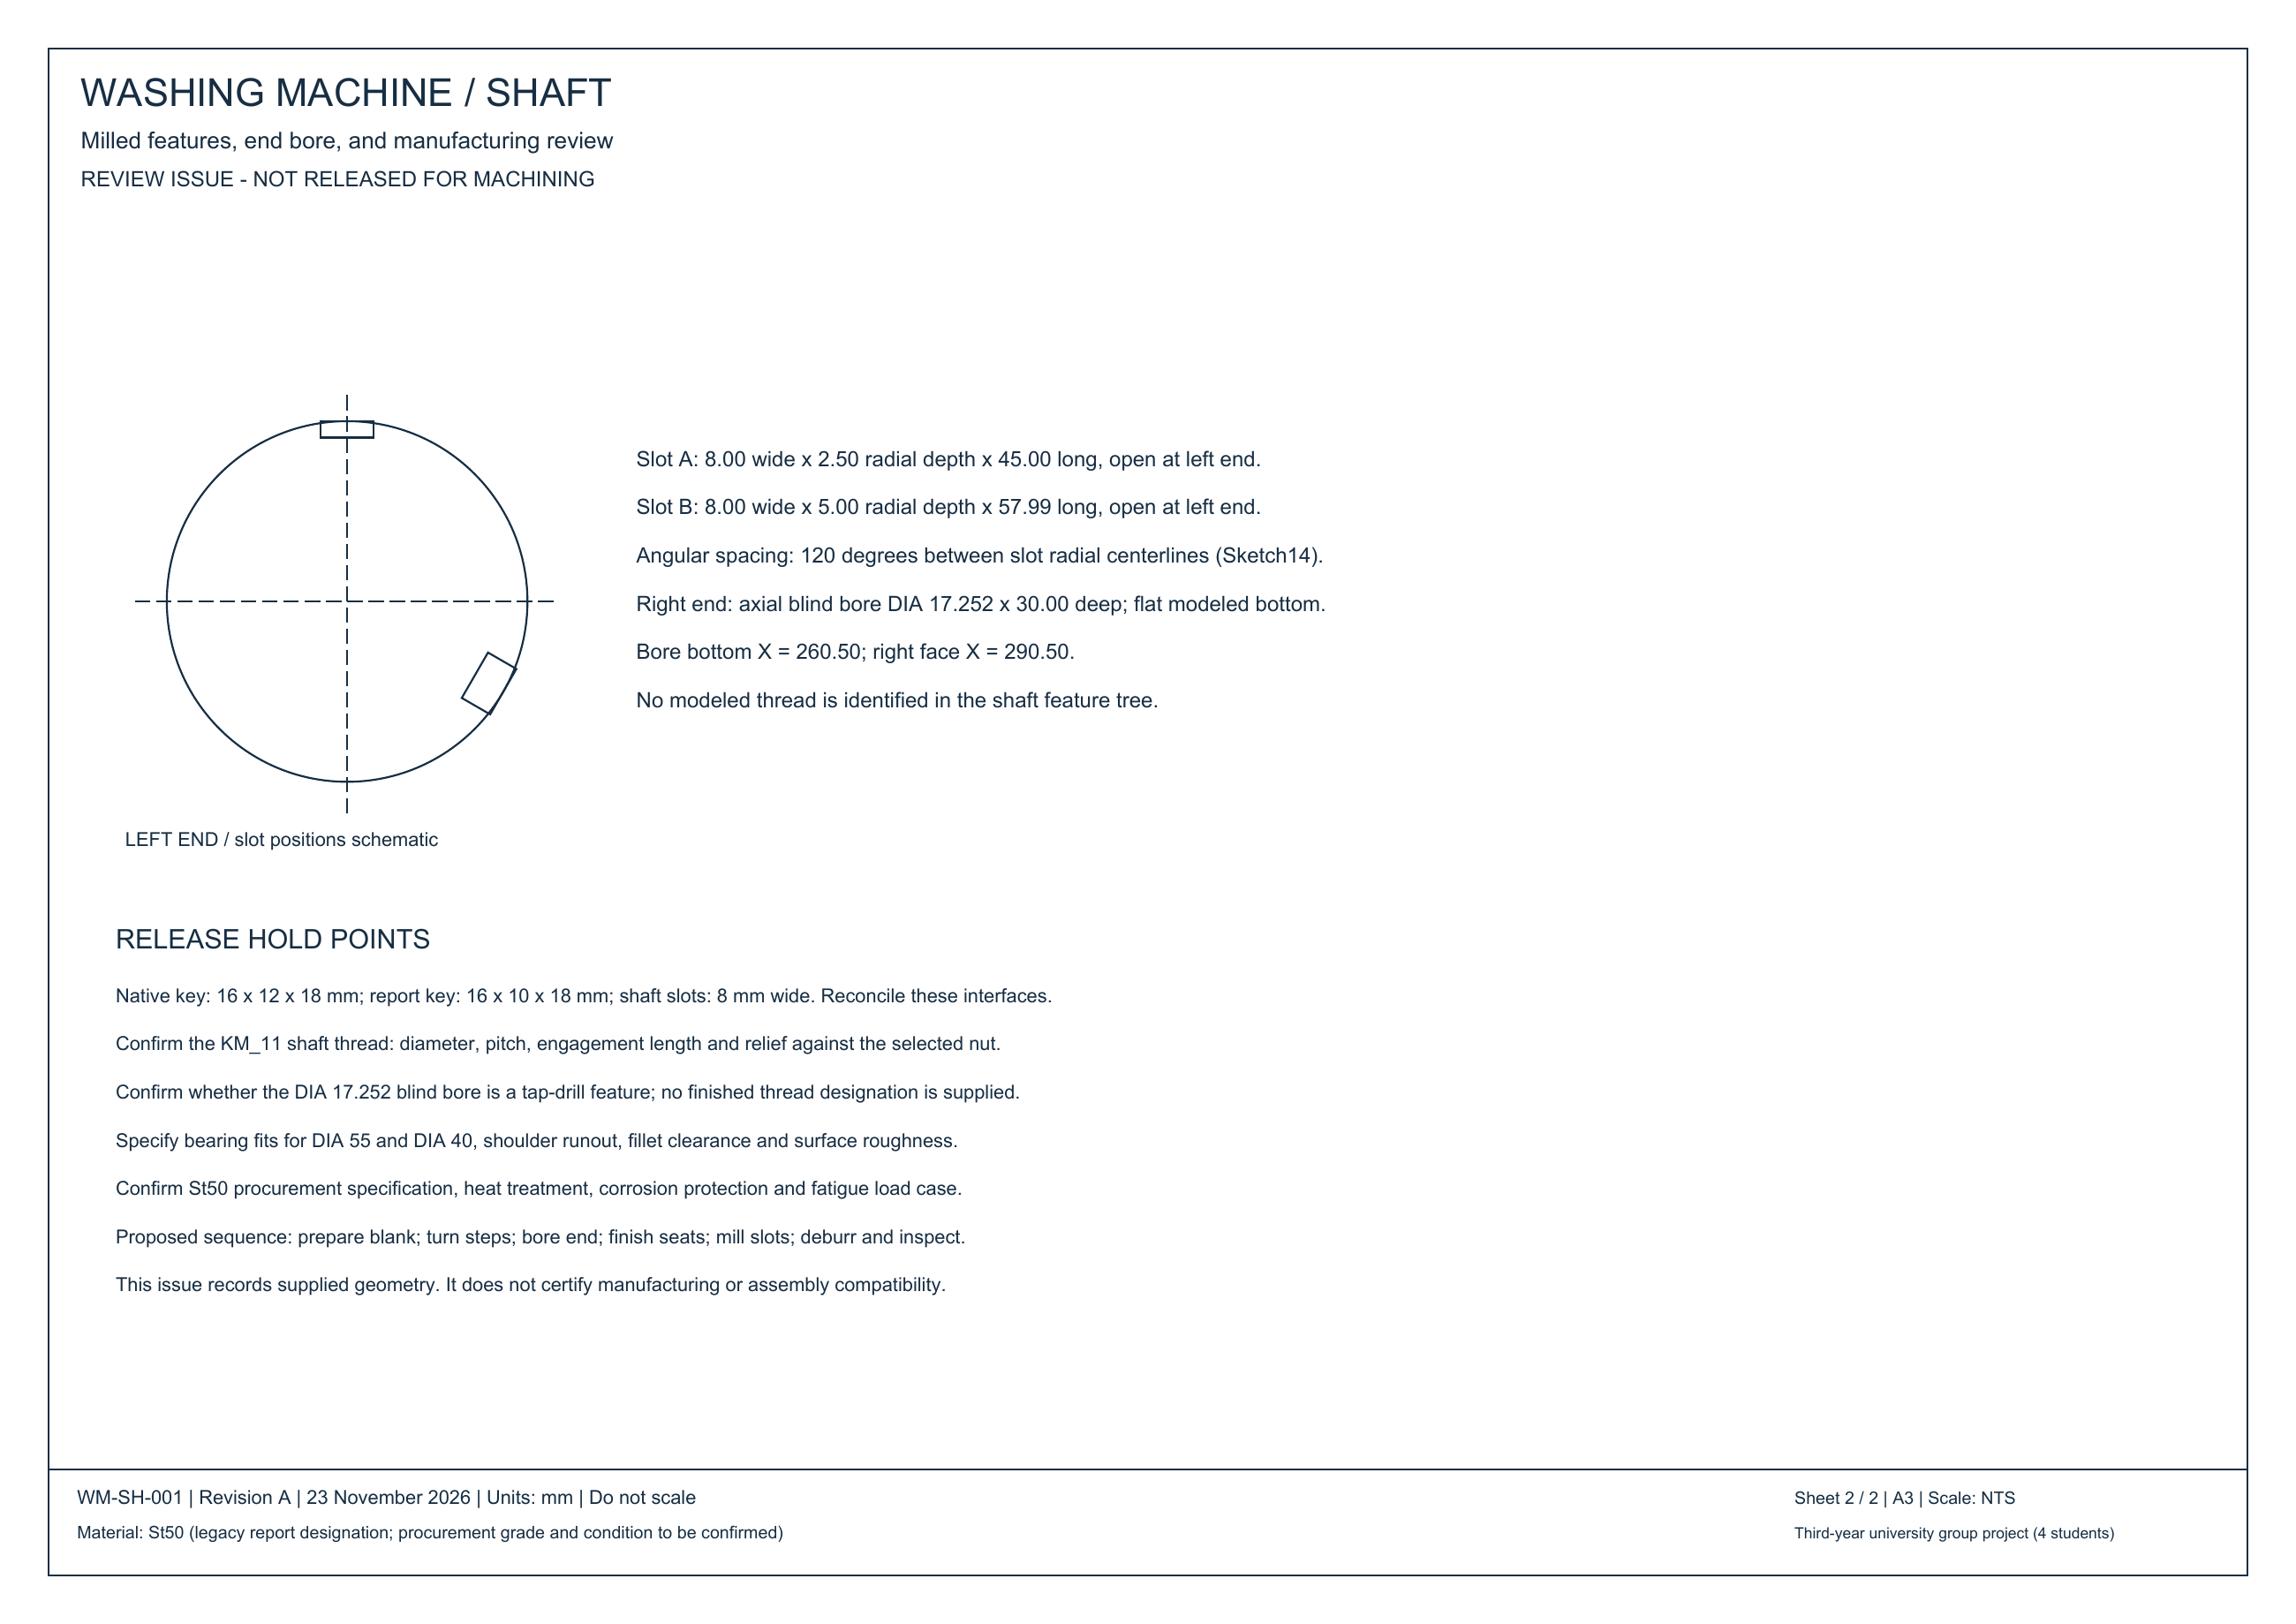 WASHING MACHINE / SHAFT
Milled features, end bore, and manufacturing review
REVIEW ISSUE - NOT RELEASED FOR MACHINING
Slot A: 8.00 wide x 2.50 radial depth x 45.00 long, open at left end.
Slot B: 8.00 wide x 5.00 radial depth x 57.99 long, open at left end.
Angular spacing: 120 degrees between slot radial centerlines (Sketch14).
Right end: axial blind bore DIA 17.252 x 30.00 deep; flat modeled bottom.
Bore bottom X = 260.50; right face X = 290.50.
No modeled thread is identified in the shaft feature tree.
LEFT END / slot positions schematic
RELEASE HOLD POINTS
Native key: 16 x 12 x 18 mm; report key: 16 x 10 x 18 mm; shaft slots: 8 mm wide. Reconcile these interfaces.
Confirm the KM_11 shaft thread: diameter, pitch, engagement length and relief against the selected nut.
Confirm whether the DIA 17.252 blind bore is a tap-drill feature; no finished thread designation is supplied.
Specify bearing fits for DIA 55 and DIA 40, shoulder runout, fillet clearance and surface roughness.
Confirm St50 procurement specification, heat treatment, corrosion protection and fatigue load case.
Proposed sequence: prepare blank; turn steps; bore end; finish seats; mill slots; deburr and inspect.
This issue records supplied geometry. It does not certify manufacturing or assembly compatibility.
WM-SH-001 | Revision A | 23 November 2026 | Units: mm | Do not scale
Material: St50 (legacy report designation; procurement grade and condition to be confirmed)
Sheet 2 / 2 | A3 | Scale: NTS
Third-year university group project (4 students)